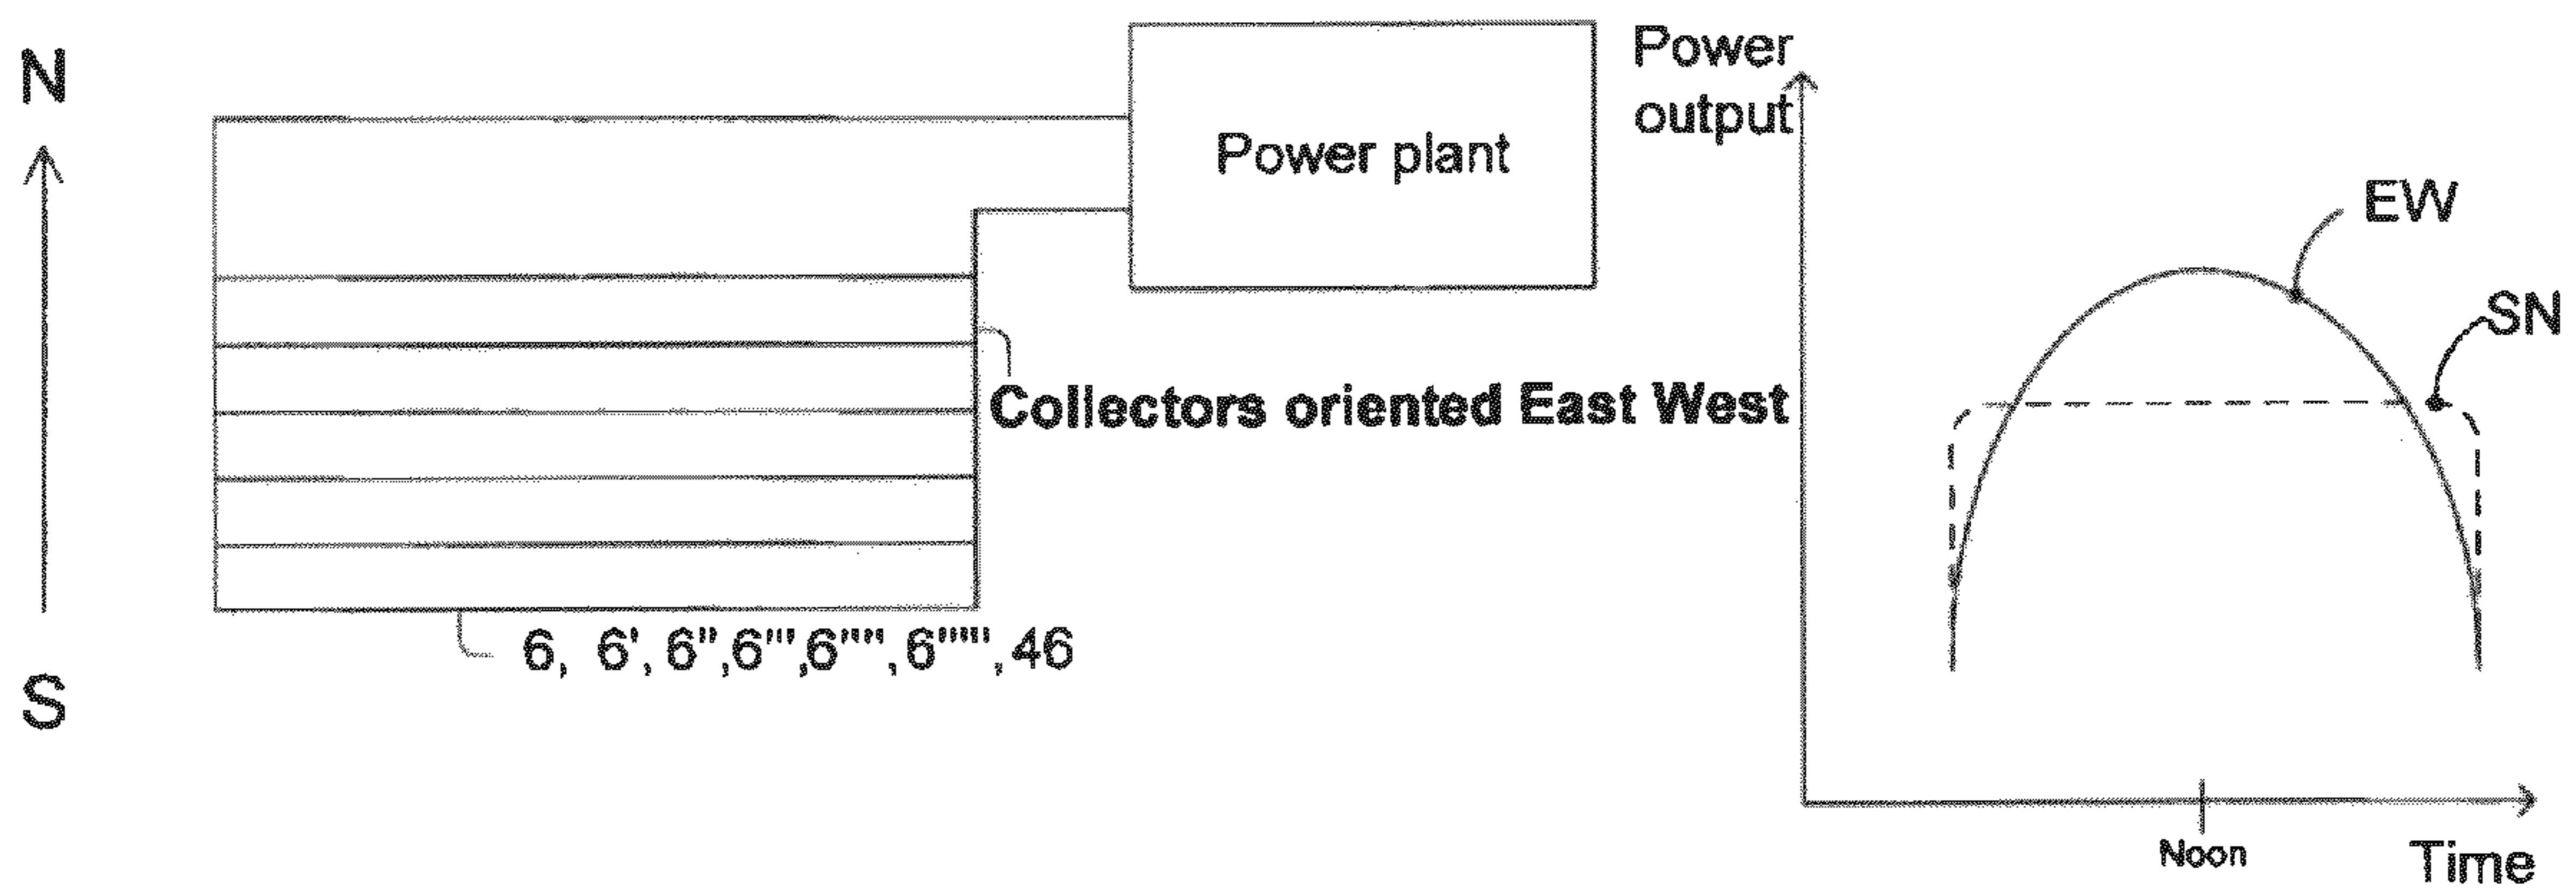 N
S
Power plant
Collectors oriented East West
6, 6', 6'',6''',6'''',6''''',46
Power
output
EW
SN
Noon
Time